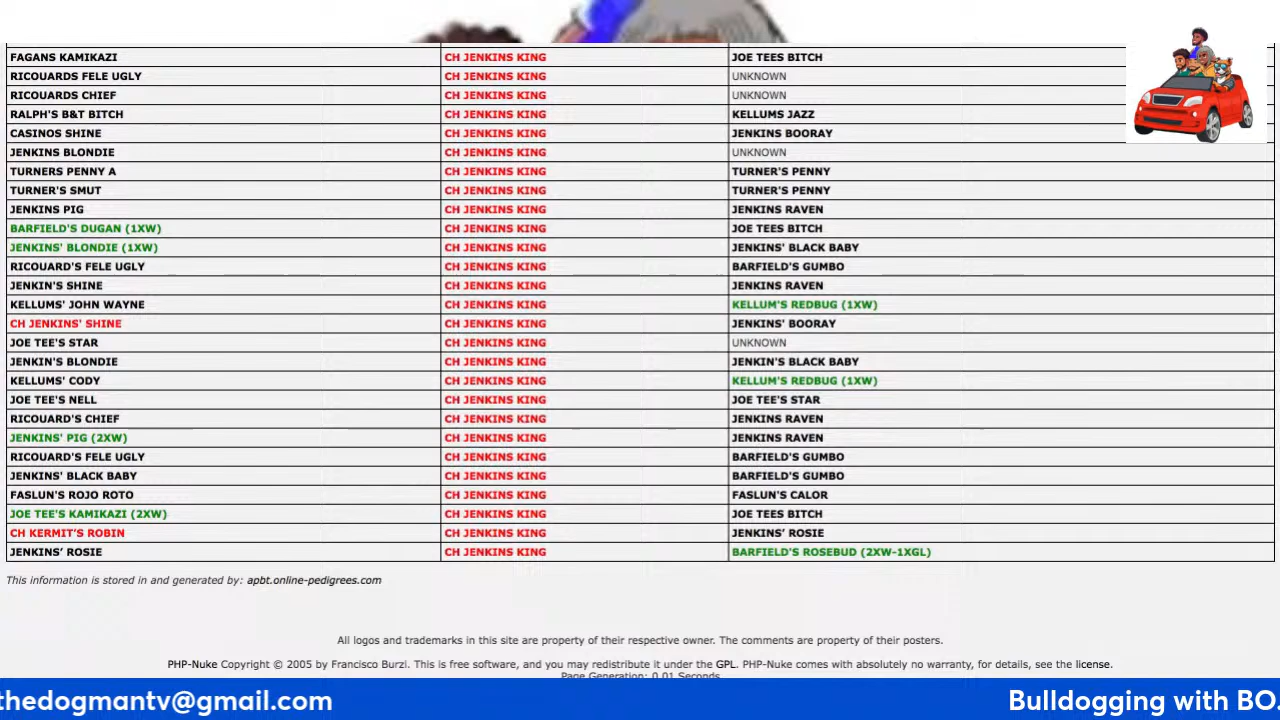 FAGANS KAMIKAZI CH JENKINS KING JOE TEES BITCH
RICOUARDS FELE UGLY CH JENKINS KING UNKNOWN
RICOUARDS CHIEF CH JENKINS KING UNKNOWN
RALPH'S B&T BITCH CH JENKINS KING KELLUMS JAZZ
CASINOS SHINE CH JENKINS KING JENKINS BOORAY
JENKINS BLONDIE CH JENKINS KING UNKNOWN
TURNERS PENNY A CH JENKINS KING TURNER'S PENNY
TURNER'S SMUT CH JENKINS KING TURNER'S PENNY
JENKINS PIG CH JENKINS KING JENKINS RAVEN
BARFIELD'S DUGAN (1XW) CH JENKINS KING JOE TEES BITCH
JENKINS' BLONDIE (1XW) CH JENKINS KING JENKINS' BLACK BABY
RICOUARD'S FELE UGLY CH JENKINS KING BARFIELD'S GUMBO
JENKIN'S SHINE CH JENKINS KING JENKINS RAVEN
KELLUMS' JOHN WAYNE CH JENKINS KING KELLUM'S REDBUG (1XW)
CH JENKINS' SHINE CH JENKINS KING JENKINS' BOORAY
JOE TEE'S STAR CH JENKINS KING UNKNOWN
JENKIN'S BLONDIE CH JENKINS KING JENKIN'S BLACK BABY
KELLUMS' CODY CH JENKINS KING KELLUM'S REDBUG (1XW)
JOE TEE'S NELL CH JENKINS KING JOE TEE'S STAR
RICOUARD'S CHIEF CH JENKINS KING JENKINS RAVEN
JENKINS' PIG (2XW) CH JENKINS KING JENKINS RAVEN
RICOUARD'S FELE UGLY CH JENKINS KING BARFIELD'S GUMBO
JENKINS' BLACK BABY CH JENKINS KING BARFIELD'S GUMBO
FASLUN'S ROJO ROTO CH JENKINS KING FASLUN'S CALOR
JOE TEE'S KAMIKAZI (2XW) CH JENKINS KING JOE TEES BITCH
CH KERMIT'S ROBIN CH JENKINS KING JENKINS' ROSIE
JENKINS' ROSIE CH JENKINS KING BARFIELD'S ROSEBUD (2XW-1XGL)
This information is stored in and generated by: apbt.online-pedigrees.com
All logos and trademarks in this site are property of their respective owner. The comments are property of their posters.
PHP-Nuke Copyright © 2005 by Francisco Burzi. This is free software, and you may redistribute it under the GPL. PHP-Nuke comes with absolutely no warranty, for details, see the license.
Page Generation: 0.01 Seconds
thedogmantv@gmail.com Bulldogging with BO.